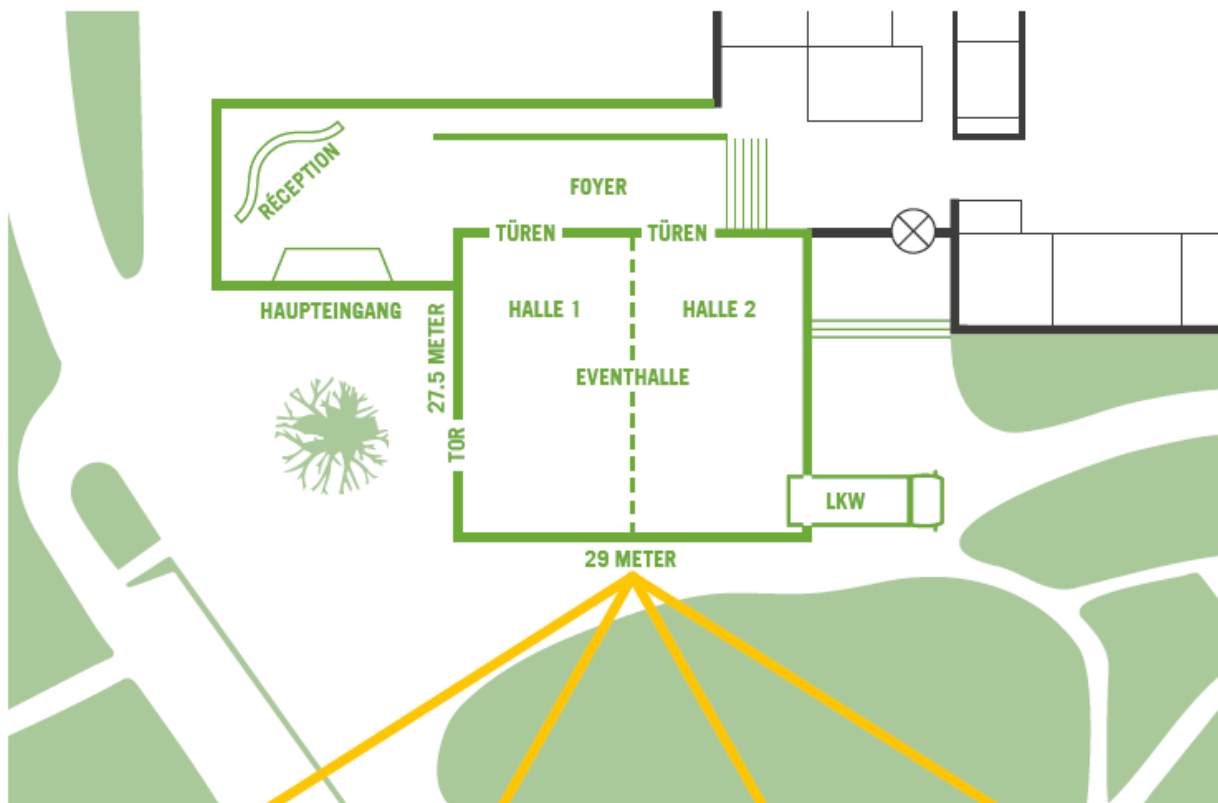 RÉCEPTION
FOYER
TÜREN
TÜREN
HAUPTEINGANG
HALLE 1
HALLE 2
27.5 METER
EVENTHALLE
TOR
LKW
29 METER